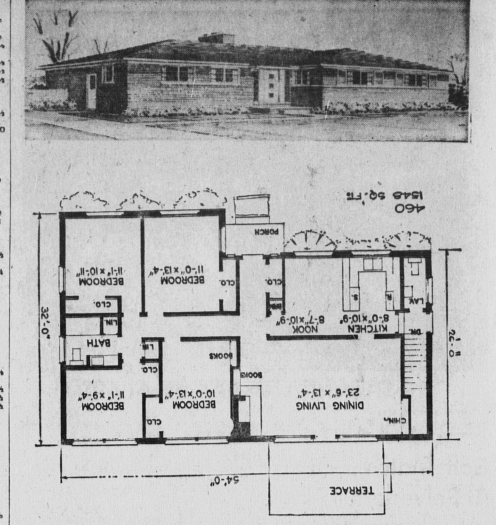 TERRACE
54'-0"
DINING LIVING
23'-6" x 13'-4"
CHIN.
BOOKS
BOOKS
BEDROOM
10'-0" x 13'-4"
CLO.
CLO.
BEDROOM
11'-1" x 9'-4"
26'-0"
32'-0"
DN.
LAV.
KITCHEN
8'-0" x 10'-9"
R.
NOOK
8'-7" x 10'-9"
CLO.
LIN.
LIN.
BATH
CLO.
CLO.
BEDROOM
11'-0" x 13'-4"
BEDROOM
11'-1" x 10'-11"
PORCH
460
1549 SQ. FT.